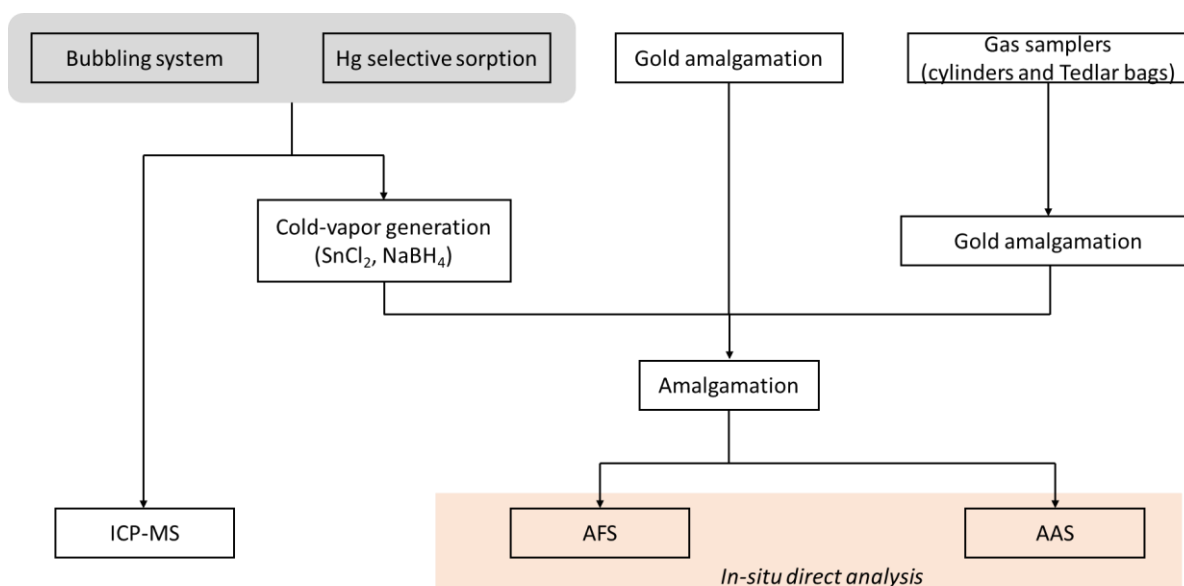 Bubbling system
Hg selective sorption
Gold amalgamation
Gas samplers
(cylinders and Tedlar bags)
Cold-vapor generation
(SnCl₂, NaBH₄)
Gold amalgamation
Amalgamation
ICP-MS
AFS
AAS
In-situ direct analysis